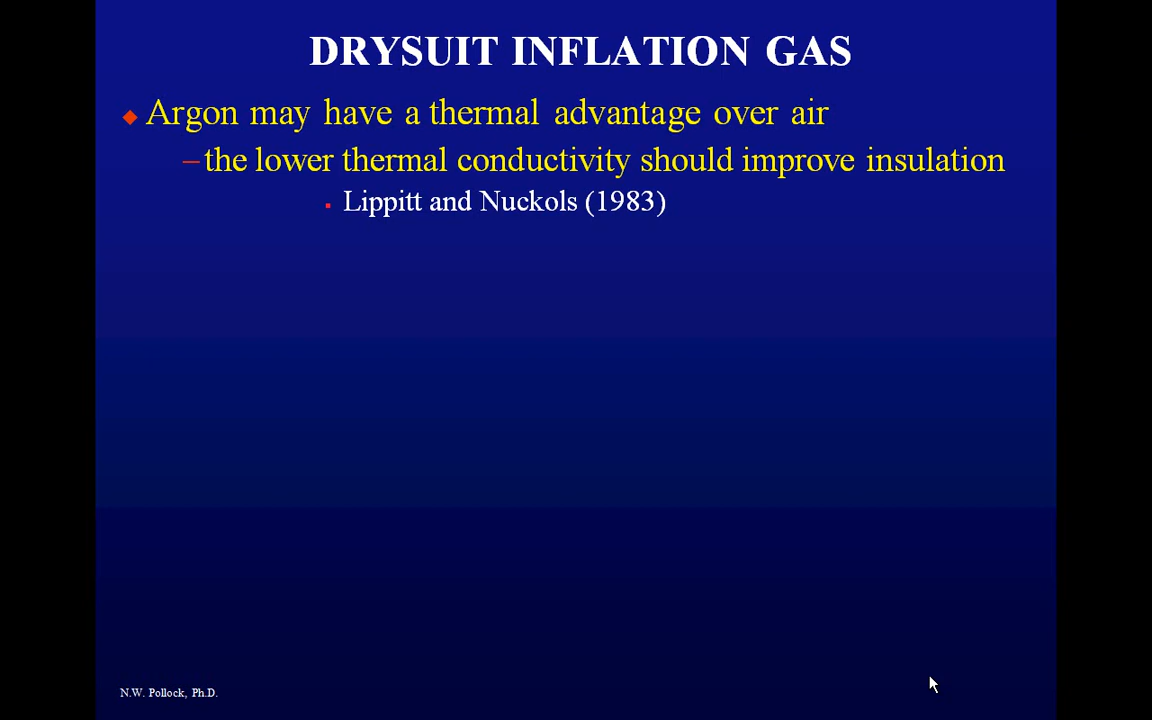 DRYSUIT INFLATION GAS
Argon may have a thermal advantage over air
–the lower thermal conductivity should improve insulation
Lippitt and Nuckols (1983)
N.W. Pollock, Ph.D.